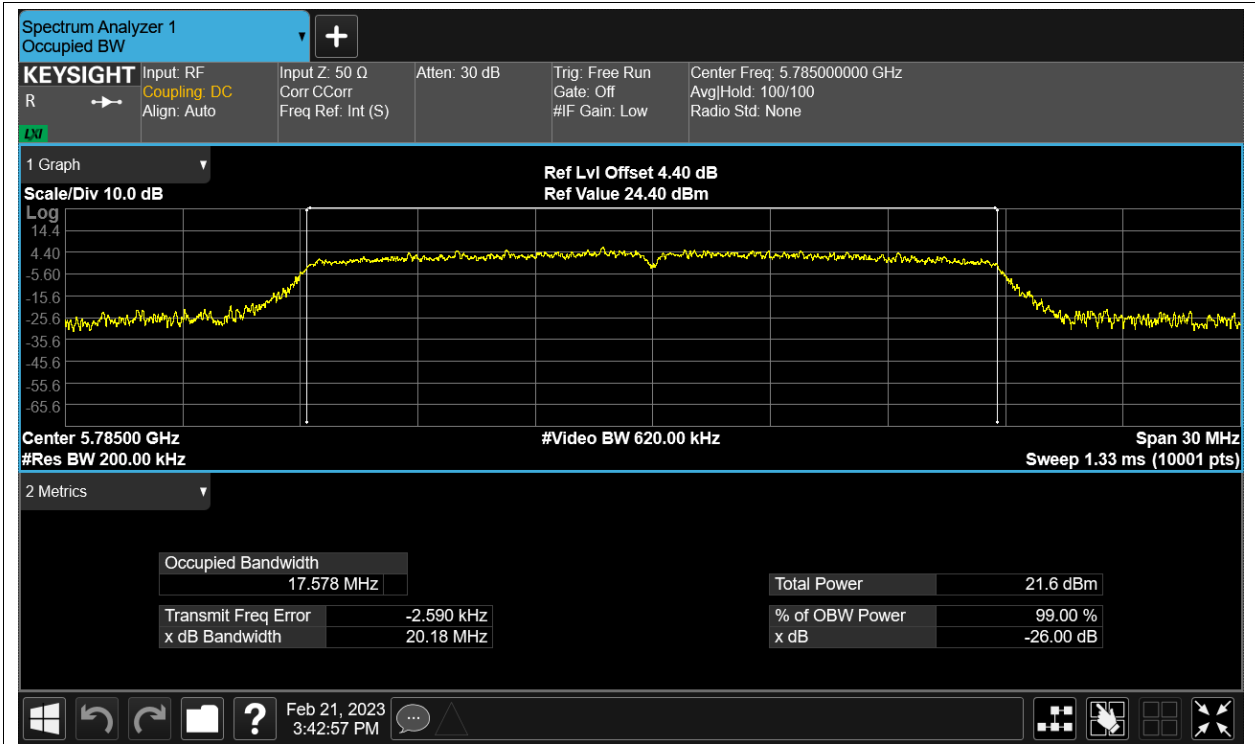 Spectrum Analyzer 1
Occupied BW
KEYSIGHT
R
LXI
Input: RF
Coupling: DC
Align: Auto
Input Z: 50 Ω
Corr CCorr
Freq Ref: Int (S)
Atten: 30 dB
Trig: Free Run
Gate: Off
#IF Gain: Low
Center Freq: 5.785000000 GHz
Avg|Hold: 100/100
Radio Std: None
1 Graph
Scale/Div 10.0 dB
Ref Lvl Offset 4.40 dB
Ref Value 24.40 dBm
Log
14.4
4.40
-5.60
-15.6
-25.6
-35.6
-45.6
-55.6
-65.6
Center 5.78500 GHz
#Res BW 200.00 kHz
#Video BW 620.00 kHz
Span 30 MHz
Sweep 1.33 ms (10001 pts)
2 Metrics
Occupied Bandwidth
17.578 MHz
Transmit Freq Error -2.590 kHz
x dB Bandwidth 20.18 MHz
Total Power 21.6 dBm
% of OBW Power 99.00 %
x dB -26.00 dB
?
Feb 21, 2023
3:42:57 PM